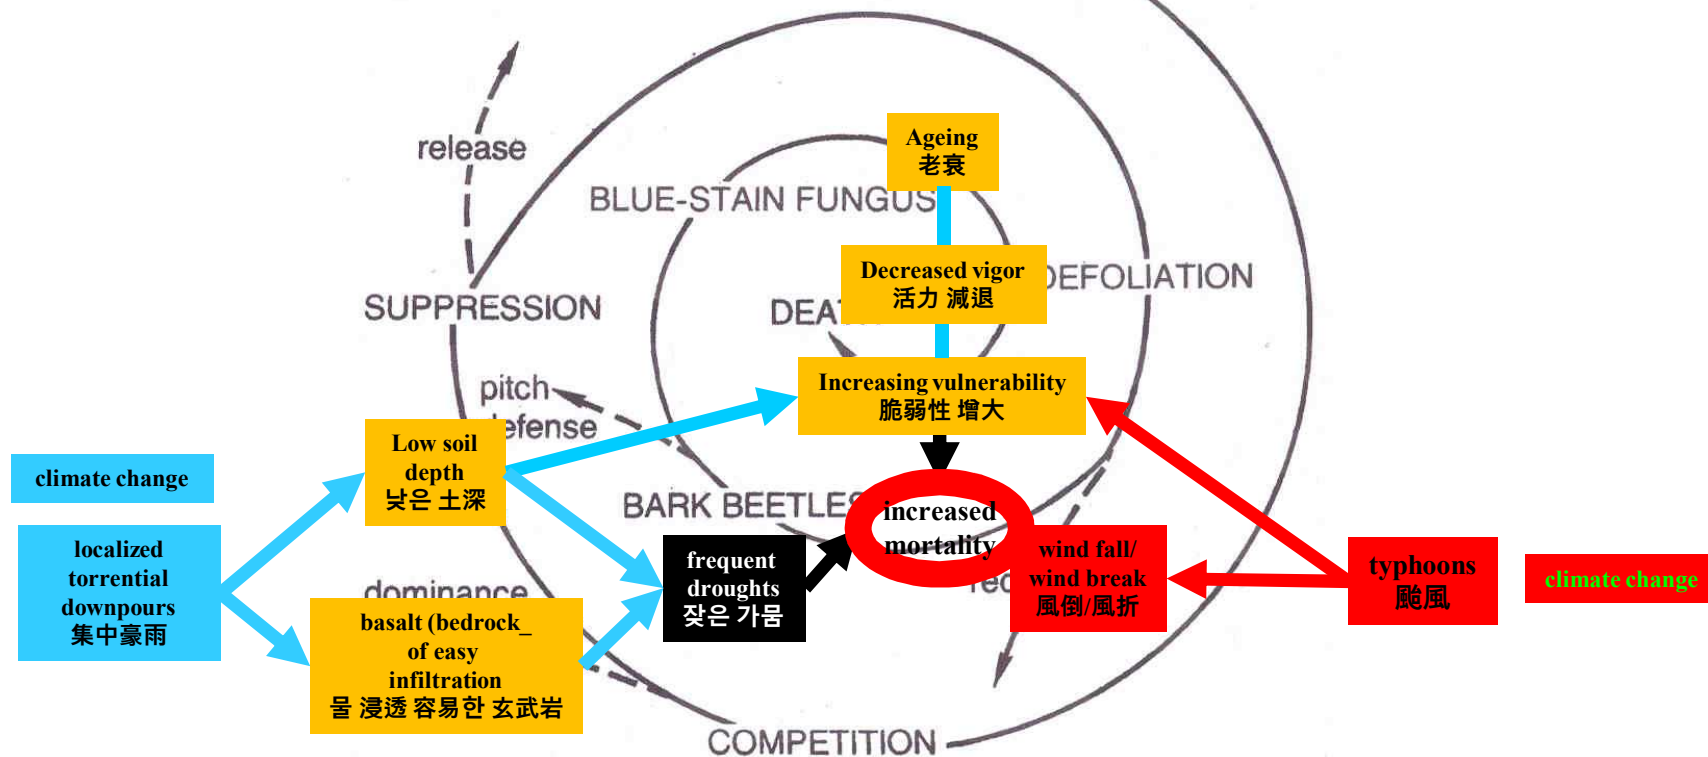 release
Ageing
老衰
BLUE-STAIN FUNGUS
Decreased vigor
活力 減退
DEFOLIATION
SUPPRESSION
DEATH
Increasing vulnerability
脆弱性 增大
pitch
defense
Low soil
depth
낮은 土深
climate change
localized
torrential
downpours
集中豪雨
BARK BEETLES
increased
mortality
frequent
droughts
잦은 가뭄
wind fall/
wind break
風倒/風折
typhoons
颱風
climate change
dominance
basalt (bedrock_
of easy
infiltration
물 浸透 容易한 玄武岩
COMPETITION